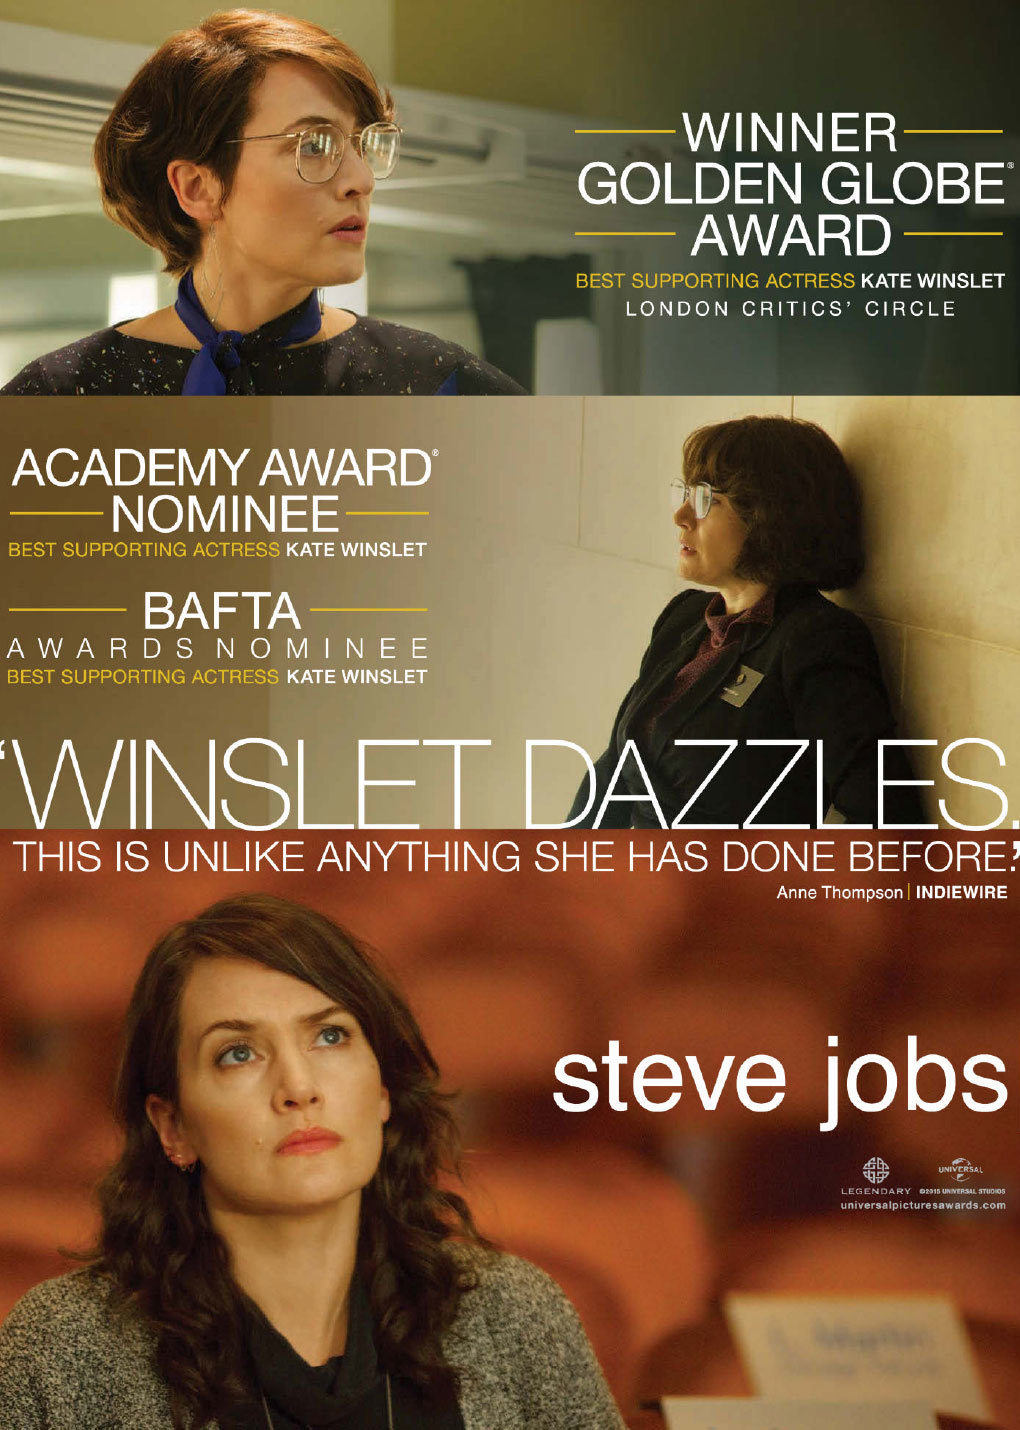 WINNER
GOLDEN GLOBE®
AWARD
BEST SUPPORTING ACTRESS KATE WINSLET
LONDON CRITICS' CIRCLE
ACADEMY AWARD®
NOMINEE
BEST SUPPORTING ACTRESS KATE WINSLET
BAFTA
AWARDS NOMINEE
BEST SUPPORTING ACTRESS KATE WINSLET
‘WINSLET DAZZLES.
THIS IS UNLIKE ANYTHING SHE HAS DONE BEFORE.’
Anne Thompson | INDIEWIRE
steve jobs
LEGENDARY
UNIVERSAL
©2015 UNIVERSAL STUDIOS
universalpicturesawards.com